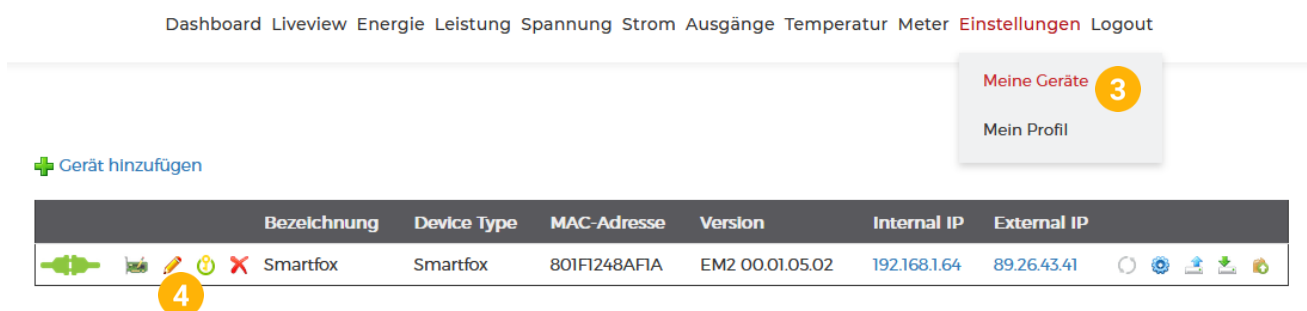 Dashboard Liveview Energie Leistung Spannung Strom Ausgänge Temperatur Meter Einstellungen Logout
Meine Geräte 3
Mein Profil
Gerät hinzufügen
Bezeichnung Device Type MAC-Adresse Version Internal IP External IP
Smartfox Smartfox 801F1248AF1A EM2 00.01.05.02 192.168.1.64 89.26.43.41
4